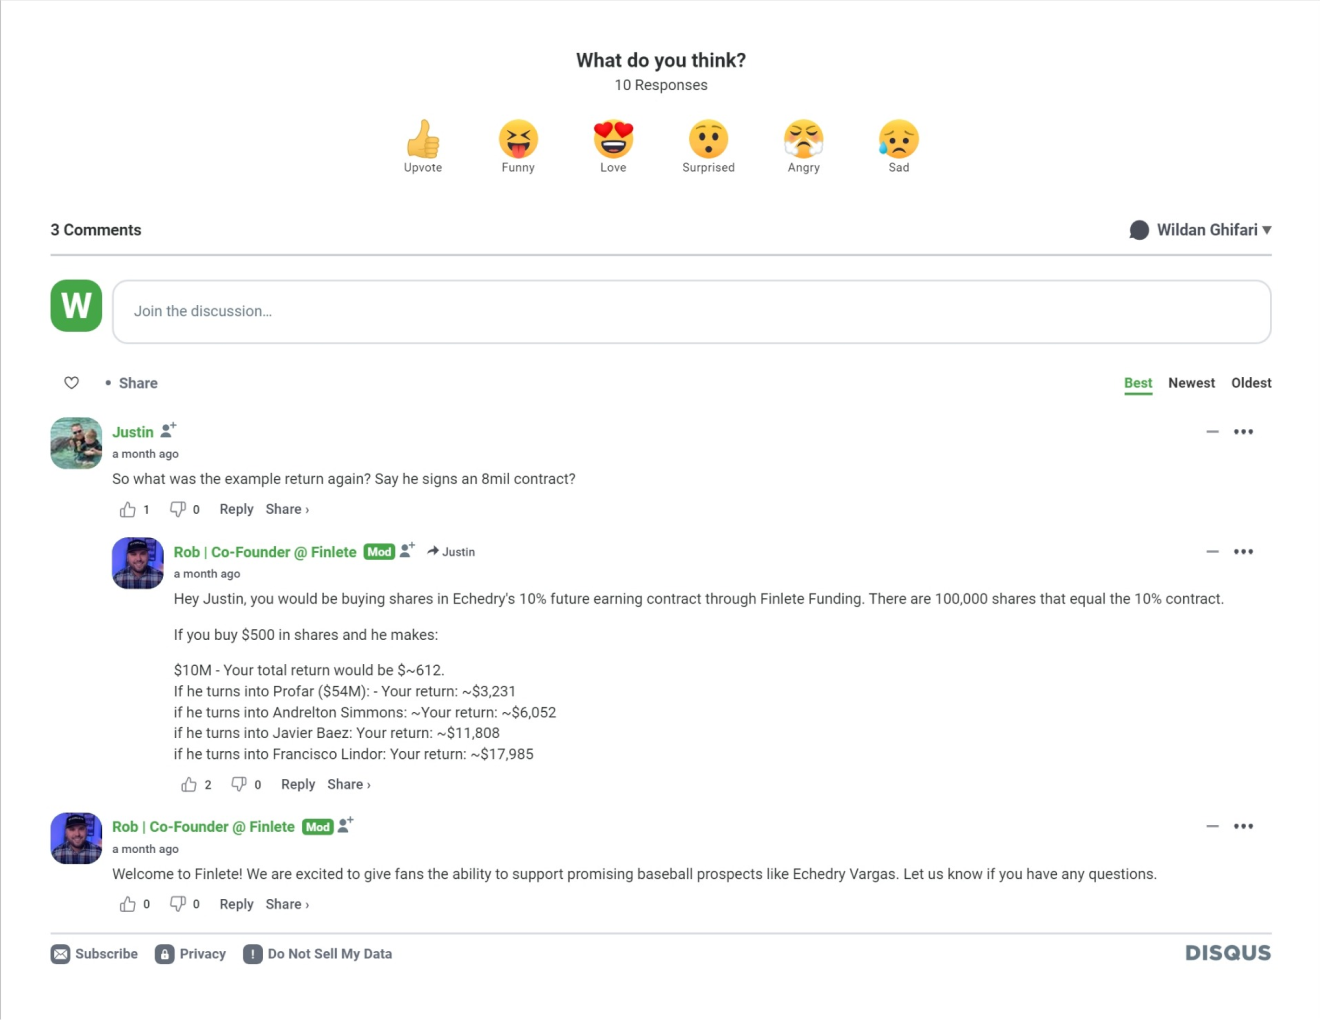 What do you think?
10 Responses
Upvote
Funny
Love
Surprised
Angry
Sad
3 Comments
Wildan Ghifari
W
Join the discussion...
• Share
Best
Newest
Oldest
Justin
a month ago
So what was the example return again? Say he signs an 8mil contract?
1
0
Reply
Share ›
Rob | Co-Founder @ Finlete Mod Justin
a month ago
Hey Justin, you would be buying shares in Echedry's 10% future earning contract through Finlete Funding. There are 100,000 shares that equal the 10% contract.
If you buy $500 in shares and he makes:
$10M - Your total return would be $~612.
If he turns into Profar ($54M): - Your return: ~$3,231
if he turns into Andrelton Simmons: ~Your return: ~$6,052
if he turns into Javier Baez: Your return: ~$11,808
if he turns into Francisco Lindor: Your return: ~$17,985
2
0
Reply
Share ›
Rob | Co-Founder @ Finlete Mod
a month ago
Welcome to Finlete! We are excited to give fans the ability to support promising baseball prospects like Echedry Vargas. Let us know if you have any questions.
0
0
Reply
Share ›
Subscribe
Privacy
! Do Not Sell My Data
DISQUS